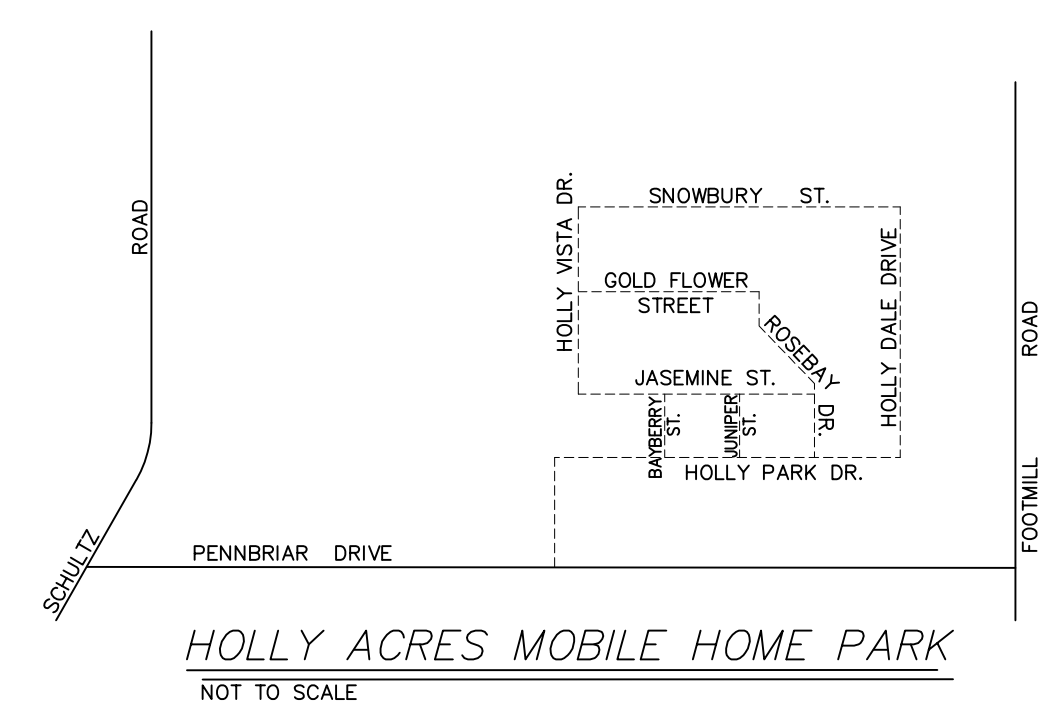 HOLLY VISTA DR.
SNOWBURY ST.
ROAD
GOLD FLOWER
STREET
HOLLY DALE DRIVE
ROSEBAY DR.
ROAD
JASEMINE ST.
BAYBERRY
ST.
JUNIPER
ST.
HOLLY PARK DR.
FOOTMILL
SCHULTZ
PENNBRIAR DRIVE
HOLLY ACRES MOBILE HOME PARK
NOT TO SCALE